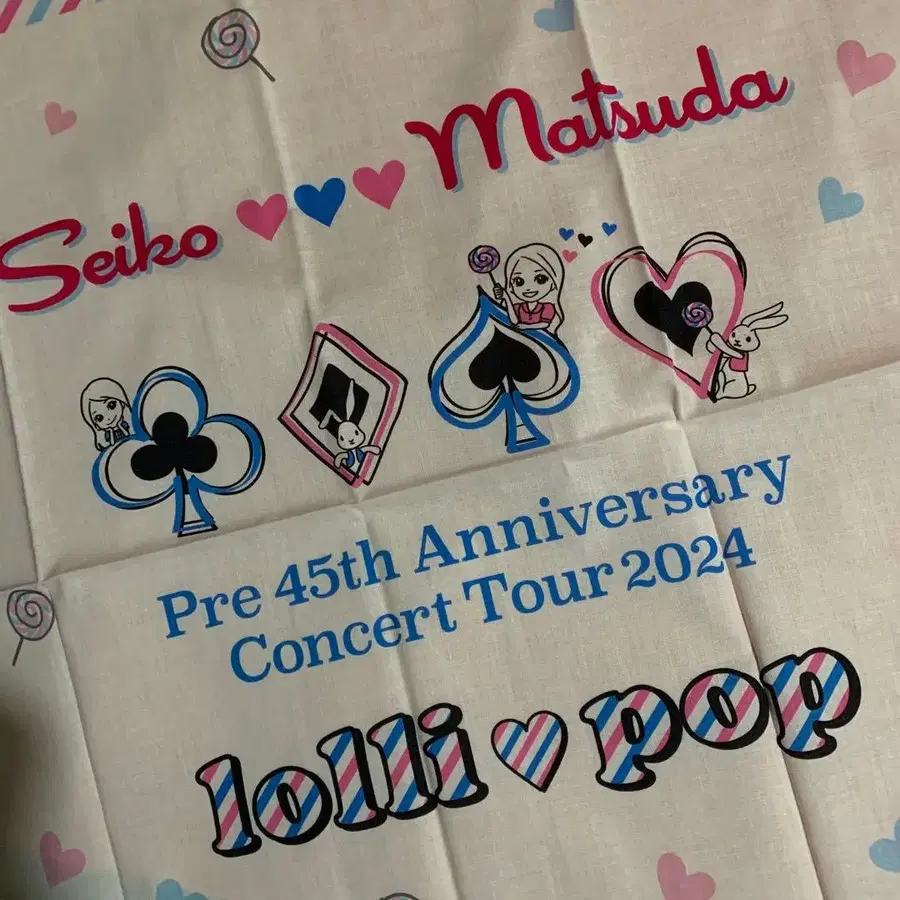 Seiko Matsuda
Pre 45th Anniversary
Concert Tour 2024
lolli pop